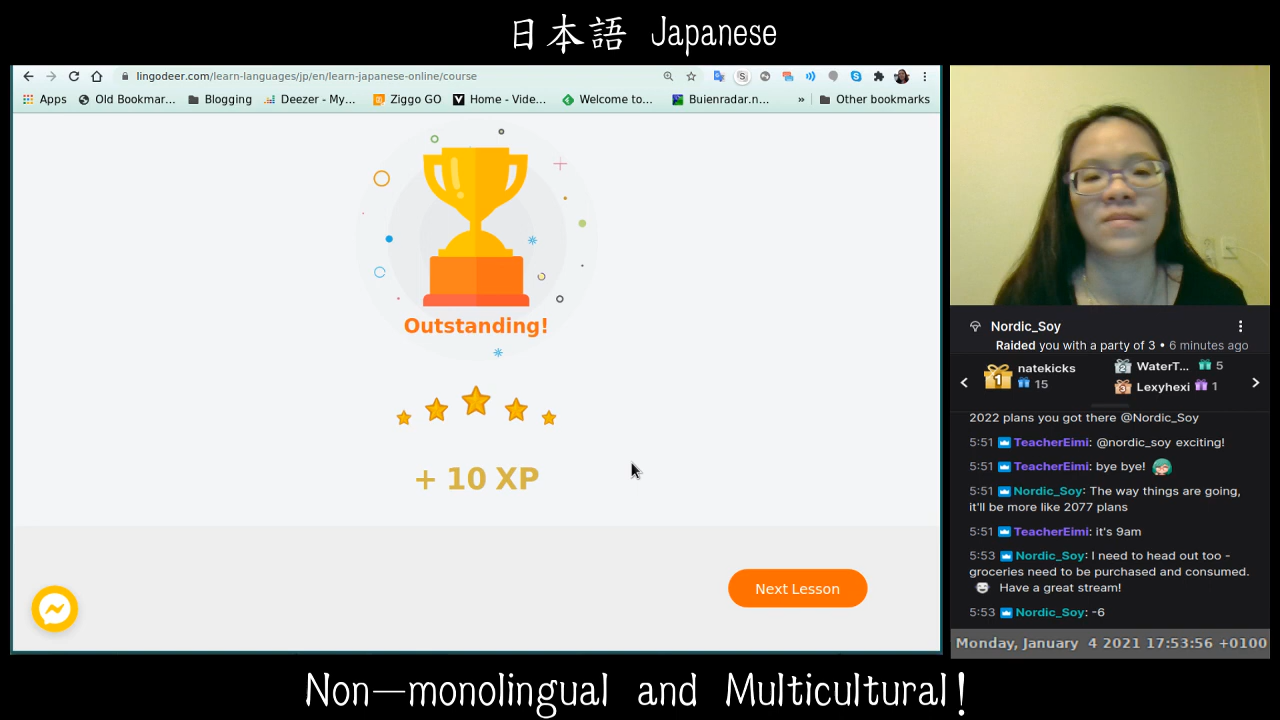 日本語 Japanese
lingodeer.com/learn-languages/jp/en/learn-japanese-online/course
Apps Old Bookmar... Blogging Deezer - My... Ziggo GO Home - Vide... Welcome to... Buienradar.n... » Other bookmarks
Outstanding!
+ 10 XP
Next Lesson
Nordic_Soy
Raided you with a party of 3 • 6 minutes ago
1 natekicks 15
2 WaterT... 5
3 Lexyhexi 1
2022 plans you got there @Nordic_Soy
5:51 TeacherEimi: @nordic_soy exciting!
5:51 TeacherEimi: bye bye!
5:51 Nordic_Soy: The way things are going,
it'll be more like 2077 plans
5:51 TeacherEimi: it's 9am
5:53 Nordic_Soy: I need to head out too -
groceries need to be purchased and consumed.
Have a great stream!
5:53 Nordic_Soy: -6
Monday, January 4 2021 17:53:56 +0100
Non-monolingual and Multicultural!